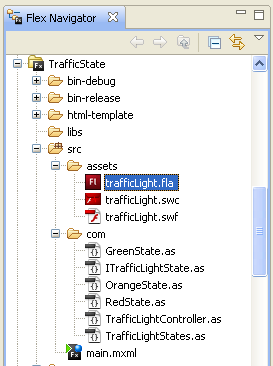 Flex Navigator
TrafficState
bin-debug
bin-release
html-template
libs
src
assets
trafficLight.fla
trafficLight.swc
trafficLight.swf
com
GreenState.as
ITrafficLightState.as
OrangeState.as
RedState.as
TrafficLightController.as
TrafficLightStates.as
main.mxml